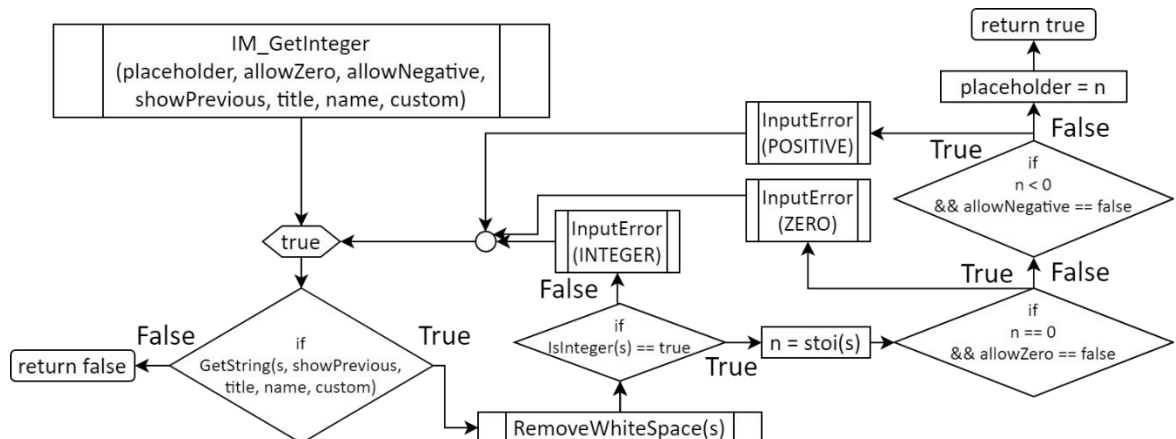 IM_GetInteger
(placeholder, allowZero, allowNegative,
showPrevious, title, name, custom)
true
if
GetString(s, showPrevious,
title, name, custom)
False
return false
True
RemoveWhiteSpace(s)
if
IsInteger(s) == true
False
InputError
(INTEGER)
True
n = stoi(s)
if
n == 0
&& allowZero == false
True
InputError
(ZERO)
False
if
n < 0
&& allowNegative == false
True
InputError
(POSITIVE)
False
placeholder = n
return true